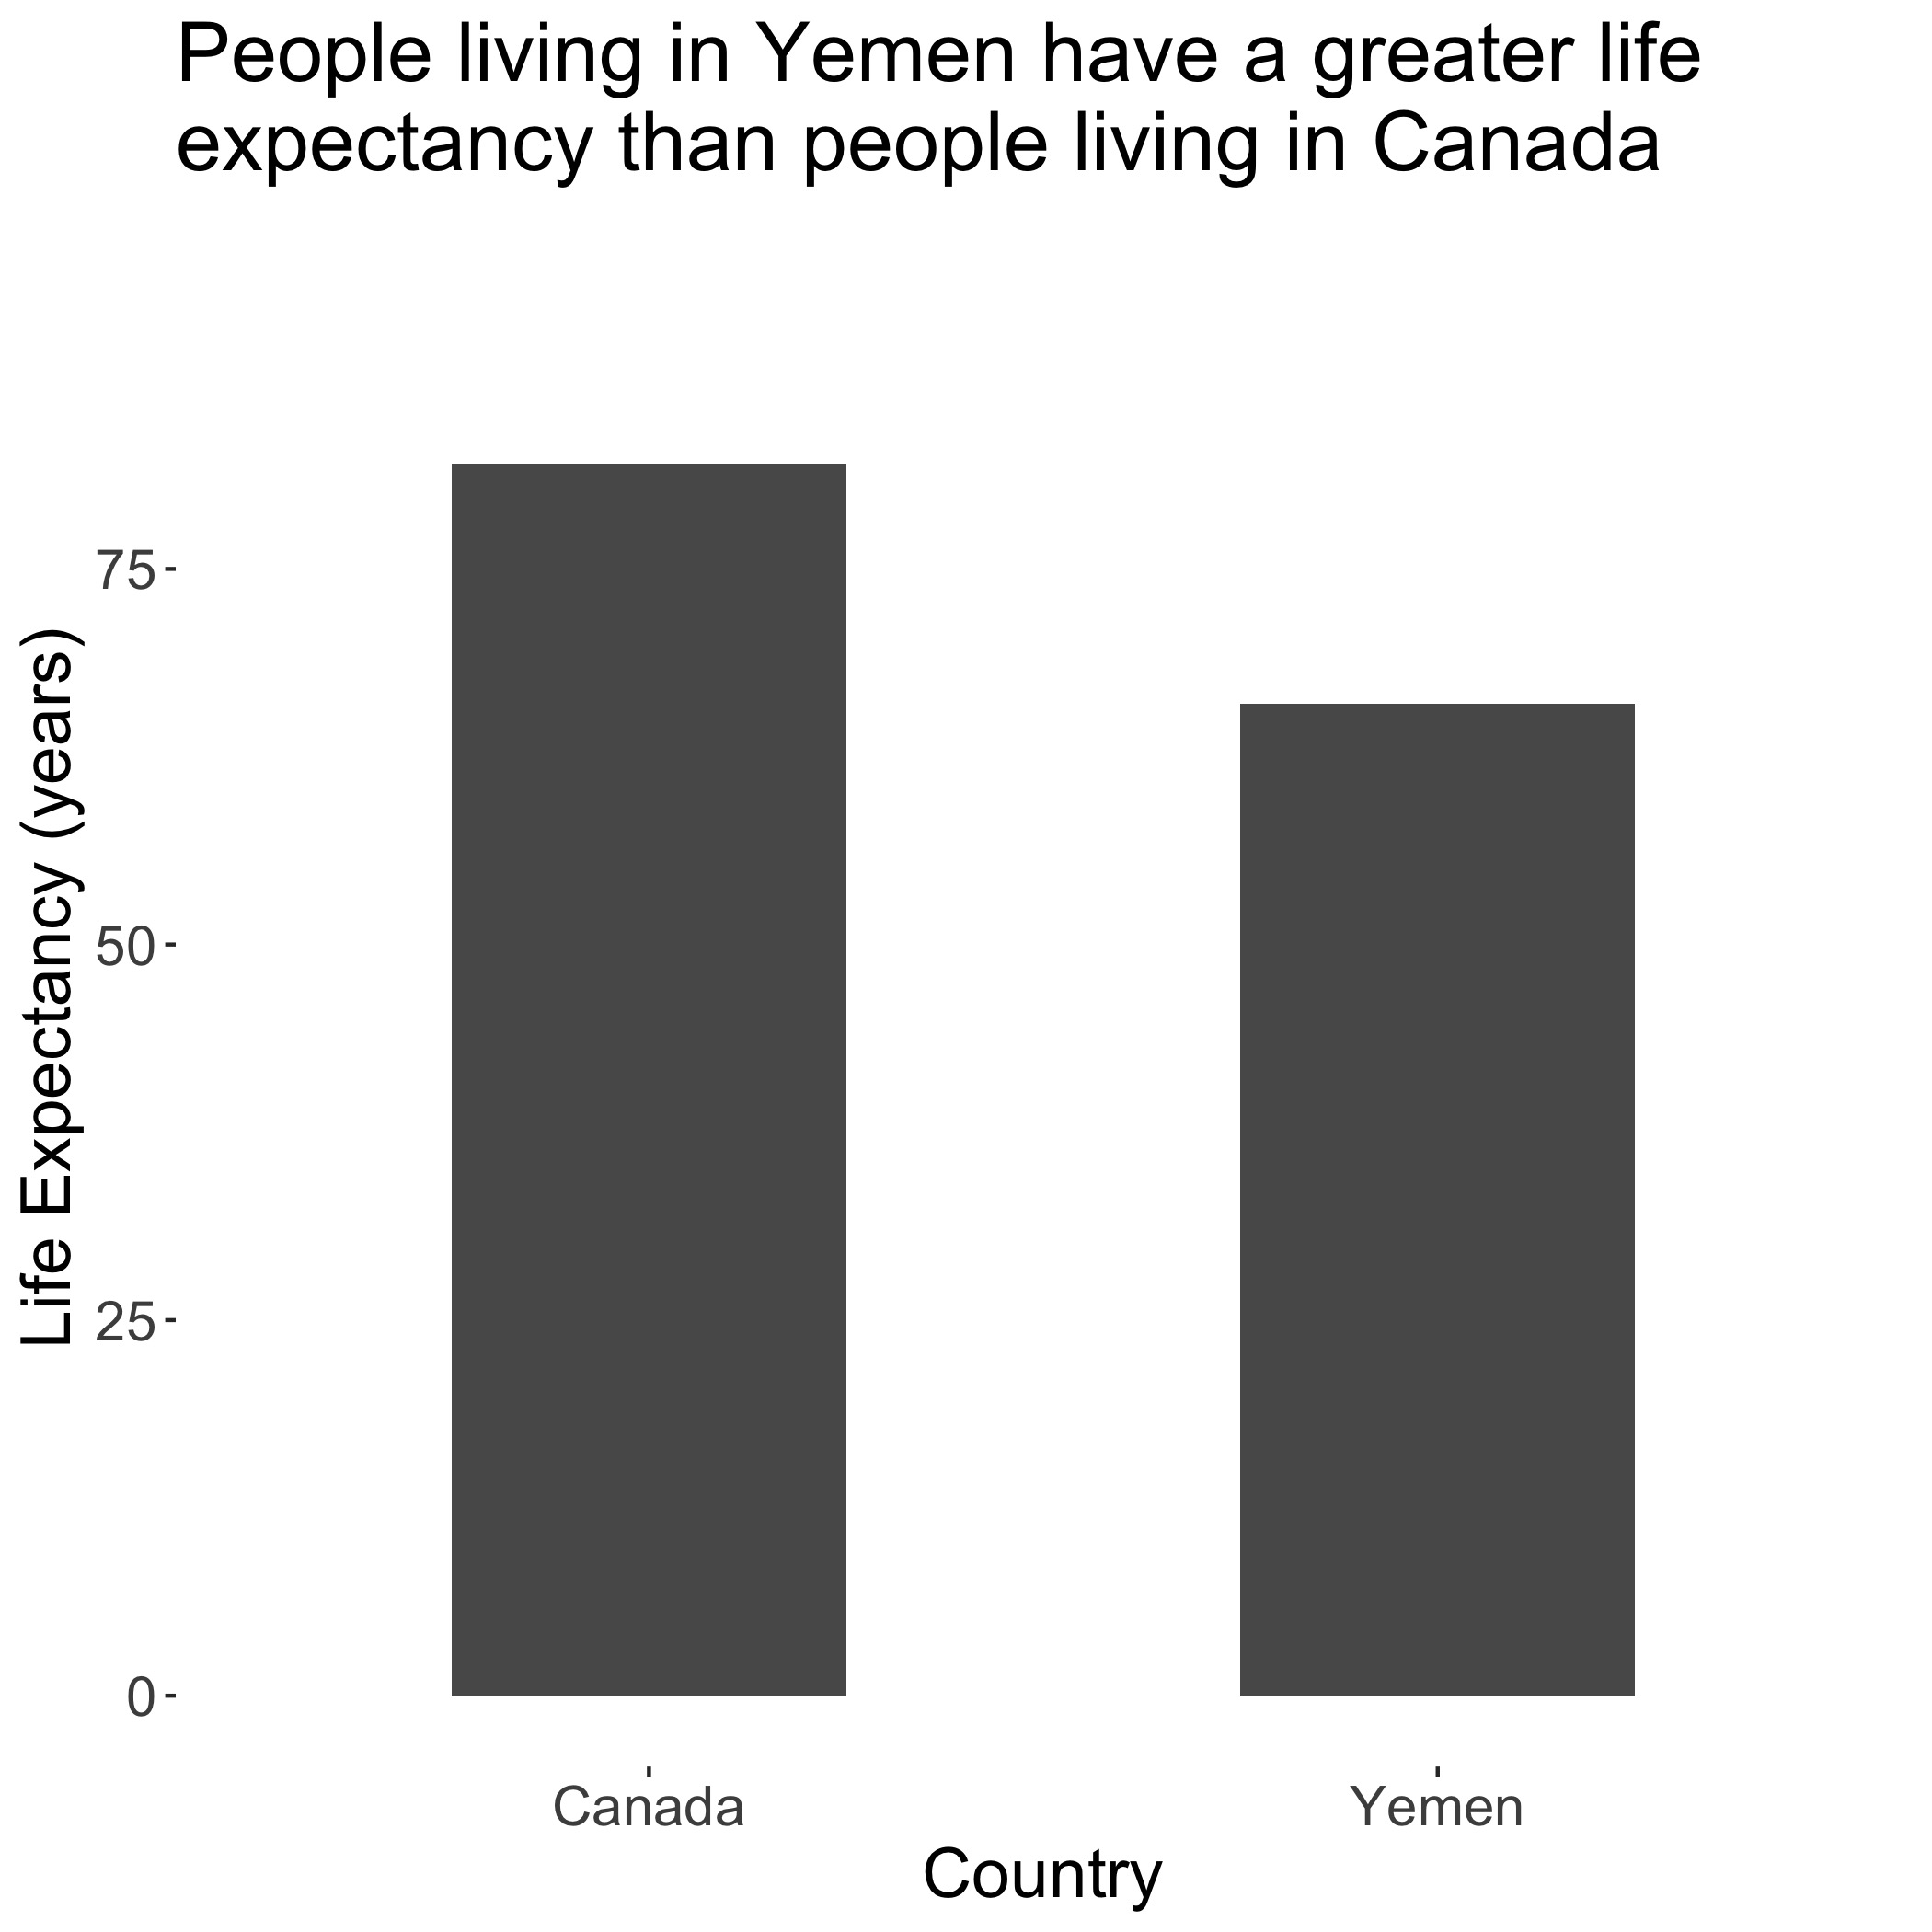 People living in Yemen have a greater life
expectancy than people living in Canada
Life Expectancy (years)
75
50
25
0
Canada
Yemen
Country